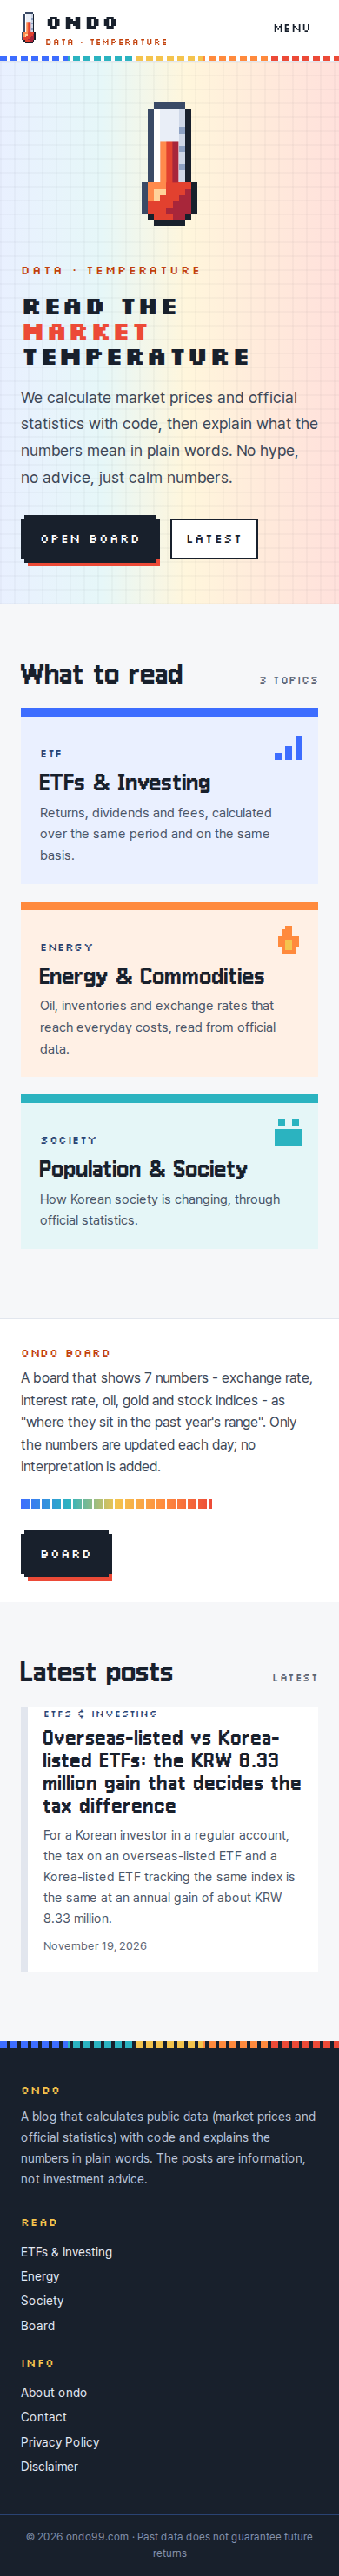 ONDO
DATA · TEMPERATURE
MENU
DATA · TEMPERATURE
READ THE
MARKET
TEMPERATURE
We calculate market prices and official
statistics with code, then explain what the
numbers mean in plain words. No hype,
no advice, just calm numbers.
OPEN BOARD
LATEST
What to read
3 TOPICS
ETF
ETFs & Investing
Returns, dividends and fees, calculated
over the same period and on the same
basis.
ENERGY
Energy & Commodities
Oil, inventories and exchange rates that
reach everyday costs, read from official
data.
SOCIETY
Population & Society
How Korean society is changing, through
official statistics.
ONDO BOARD
A board that shows 7 numbers - exchange rate,
interest rate, oil, gold and stock indices - as
"where they sit in the past year's range". Only
the numbers are updated each day; no
interpretation is added.
BOARD
Latest posts
LATEST
ETFS & INVESTING
Overseas-listed vs Korea-
listed ETFs: the KRW 8.33
million gain that decides the
tax difference
For a Korean investor in a regular account,
the tax on an overseas-listed ETF and a
Korea-listed ETF tracking the same index is
the same at an annual gain of about KRW
8.33 million.
November 19, 2026
ONDO
A blog that calculates public data (market prices and
official statistics) with code and explains the
numbers in plain words. The posts are information,
not investment advice.
READ
ETFs & Investing
Energy
Society
Board
INFO
About ondo
Contact
Privacy Policy
Disclaimer
© 2026 ondo99.com · Past data does not guarantee future
returns